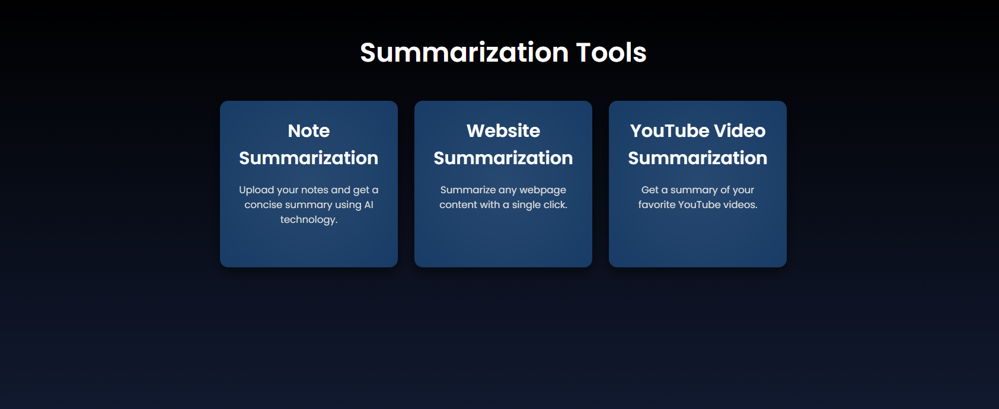 Summarization Tools
Note
Summarization
Upload your notes and get a
concise summary using AI
technology.
Website
Summarization
Summarize any webpage
content with a single click.
YouTube Video
Summarization
Get a summary of your
favorite YouTube videos.